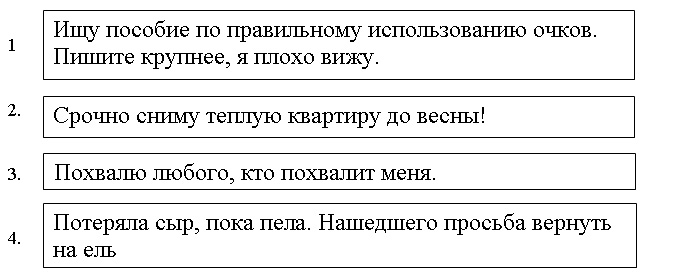 1 Ищу пособие по правильному использованию очков.
Пишите крупнее, я плохо вижу.
2. Срочно сниму теплую квартиру до весны!
3. Похвалю любого, кто похвалит меня.
4. Потеряла сыр, пока пела. Нашедшего просьба вернуть
на ель